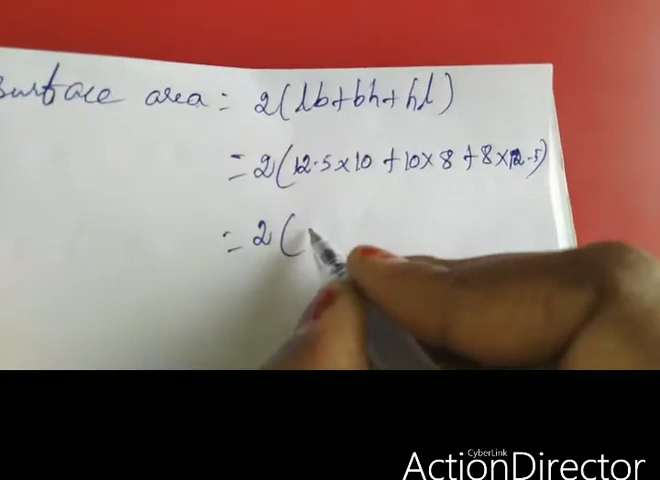 surface area = 2(lb+bh+hl)
= 2(12.5×10 +10×8 +8×12.5)
= 2(
CyberLink
ActionDirector